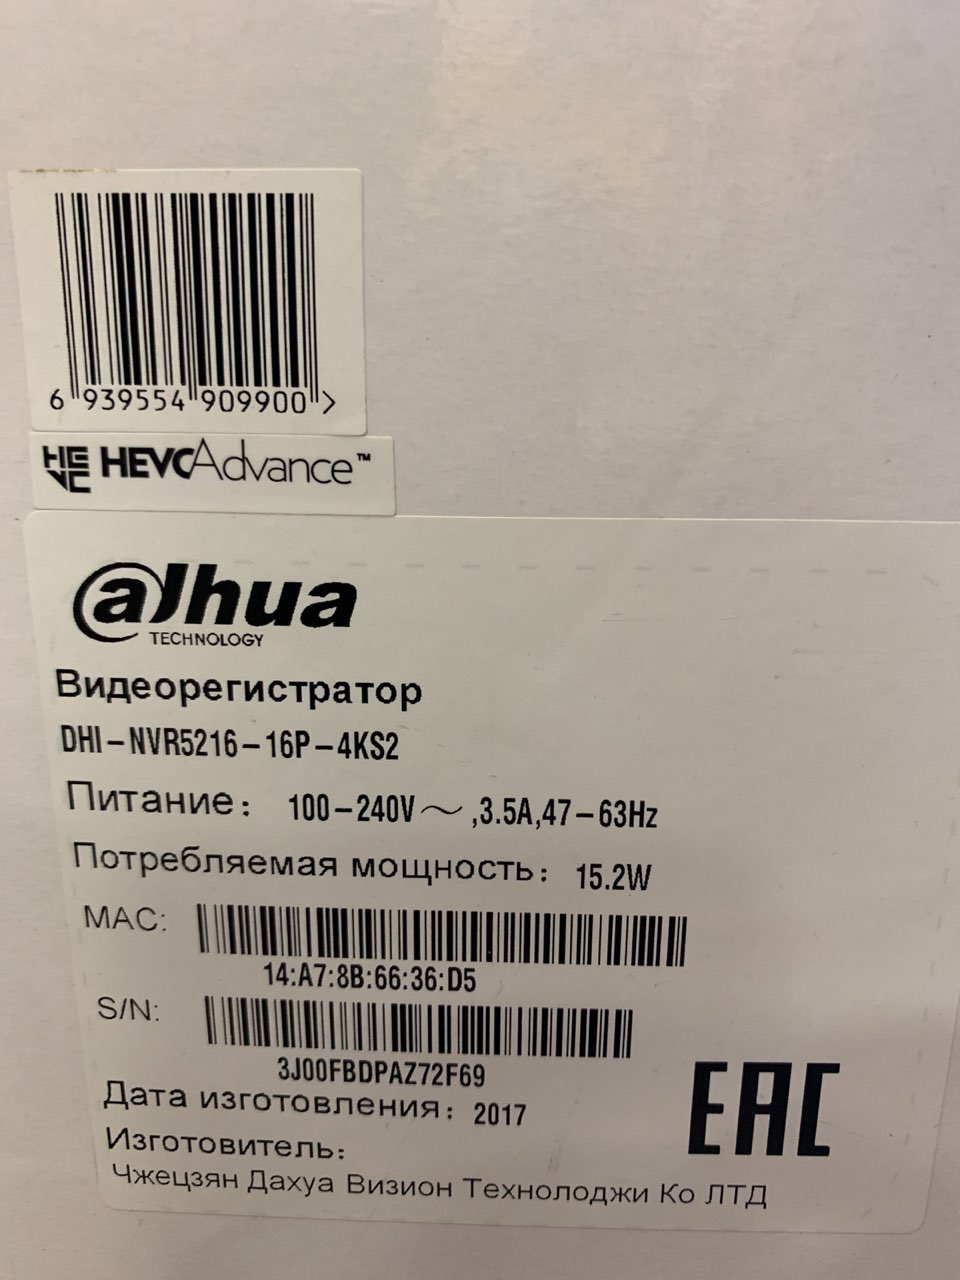 6 939554 909900 >
HEVC HEVCAdvance™
alhua
TECHNOLOGY
Видеорегистратор
DHI-NVR5216-16P-4KS2
Питание: 100-240V~,3.5A,47-63Hz
Потребляемая мощность: 15.2W
MAC:
14:A7:8B:66:36:D5
S/N:
3J00FBDPAZ72F69
Дата изготовления: 2017
Изготовитель:
Чжецзян Дахуа Визион Технолоджи Ко ЛТД
EAC